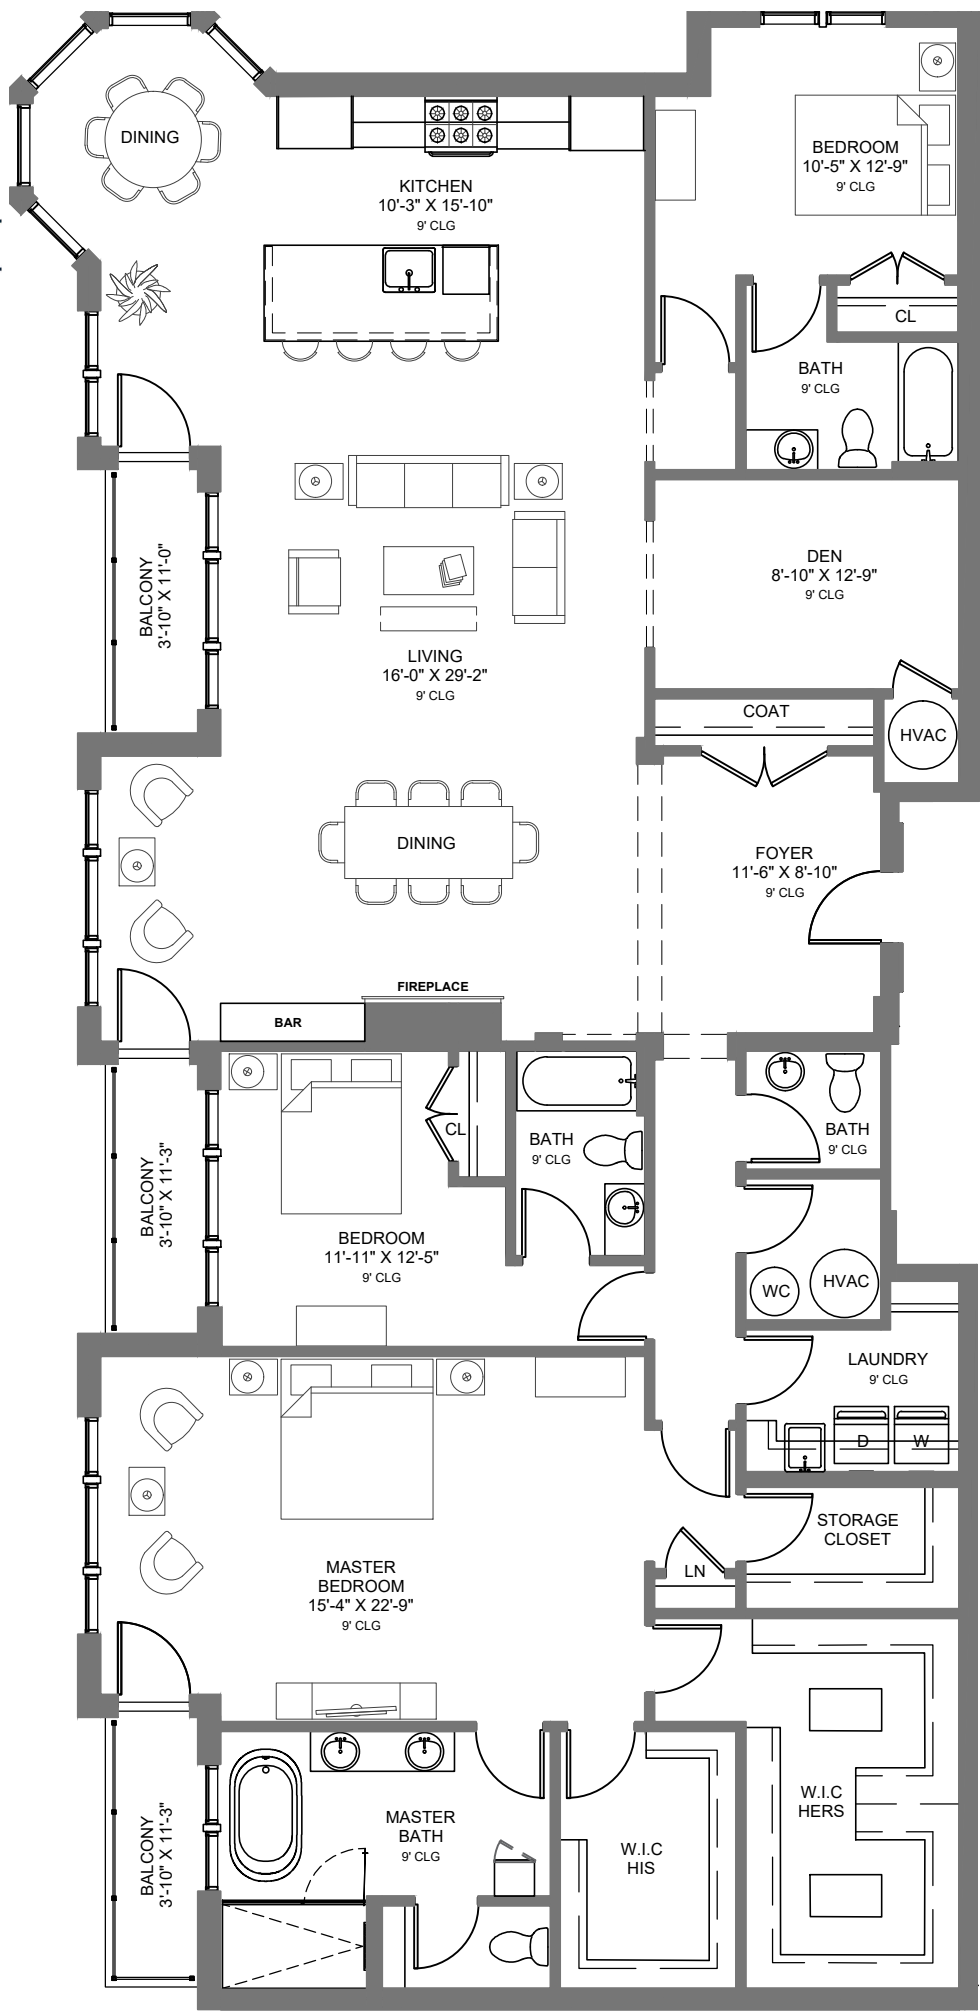 DINING
KITCHEN
10'-3" X 15'-10"
9' CLG
BEDROOM
10'-5" X 12'-9"
9' CLG
CL
BATH
9' CLG
BALCONY
3'-10" X 11'-0"
DEN
8'-10" X 12'-9"
9' CLG
LIVING
16'-0" X 29'-2"
9' CLG
COAT
HVAC
DINING
FOYER
11'-6" X 8'-10"
9' CLG
FIREPLACE
BAR
BALCONY
3'-10" X 11'-3"
CL
BATH
9' CLG
BATH
9' CLG
BEDROOM
11'-11" X 12'-5"
9' CLG
WC
HVAC
LAUNDRY
9' CLG
D
W
STORAGE
CLOSET
LN
MASTER
BEDROOM
15'-4" X 22'-9"
9' CLG
BALCONY
3'-10" X 11'-3"
MASTER
BATH
9' CLG
W.I.C
HIS
W.I.C
HERS